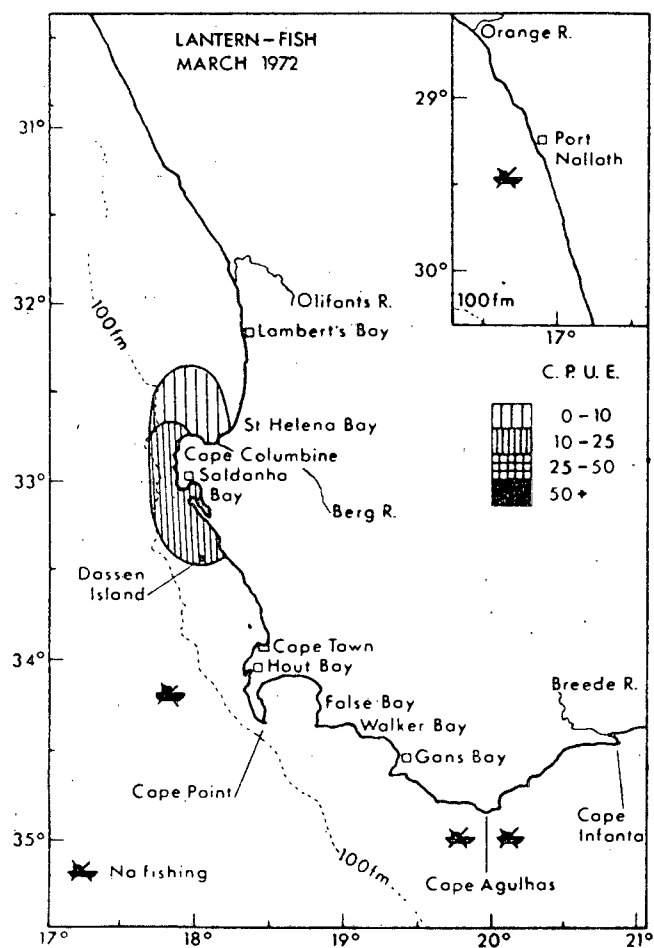 LANTERN-FISH
MARCH 1972
Orange R.
29°
Port
Nolloth
30°
100fm
17°
31°
32°
33°
34°
35°
100fm
Olifants R.
Lambert's Bay
C. P. U. E.
0-10
10-25
25-50
50+
St Helena Bay
Cape Columbine
Saldanha
Bay
Berg R.
Dassen
Island
Cape Town
Hout Bay
False Bay
Walker Bay
Gans Bay
Breede R.
Cape Point
Cape
Infanta
Cape Agulhas
100fm
No fishing
17°
18°
19°
20°
21°